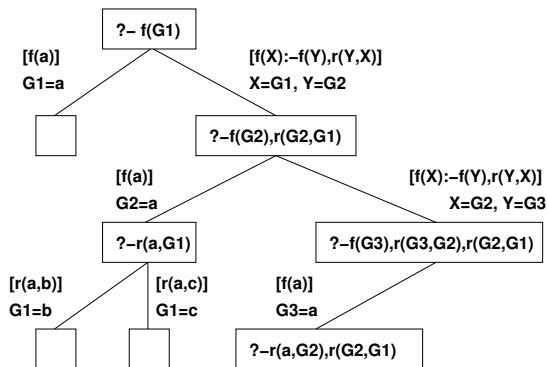 ?− f(G1)
[f(a)]
G1=a
[f(X):−f(Y),r(Y,X)]
X=G1, Y=G2
?−f(G2),r(G2,G1)
[f(a)]
G2=a
[f(X):−f(Y),r(Y,X)]
X=G2, Y=G3
?−r(a,G1)
?−f(G3),r(G3,G2),r(G2,G1)
[r(a,b)]
G1=b
[r(a,c)]
G1=c
[f(a)]
G3=a
?−r(a,G2),r(G2,G1)